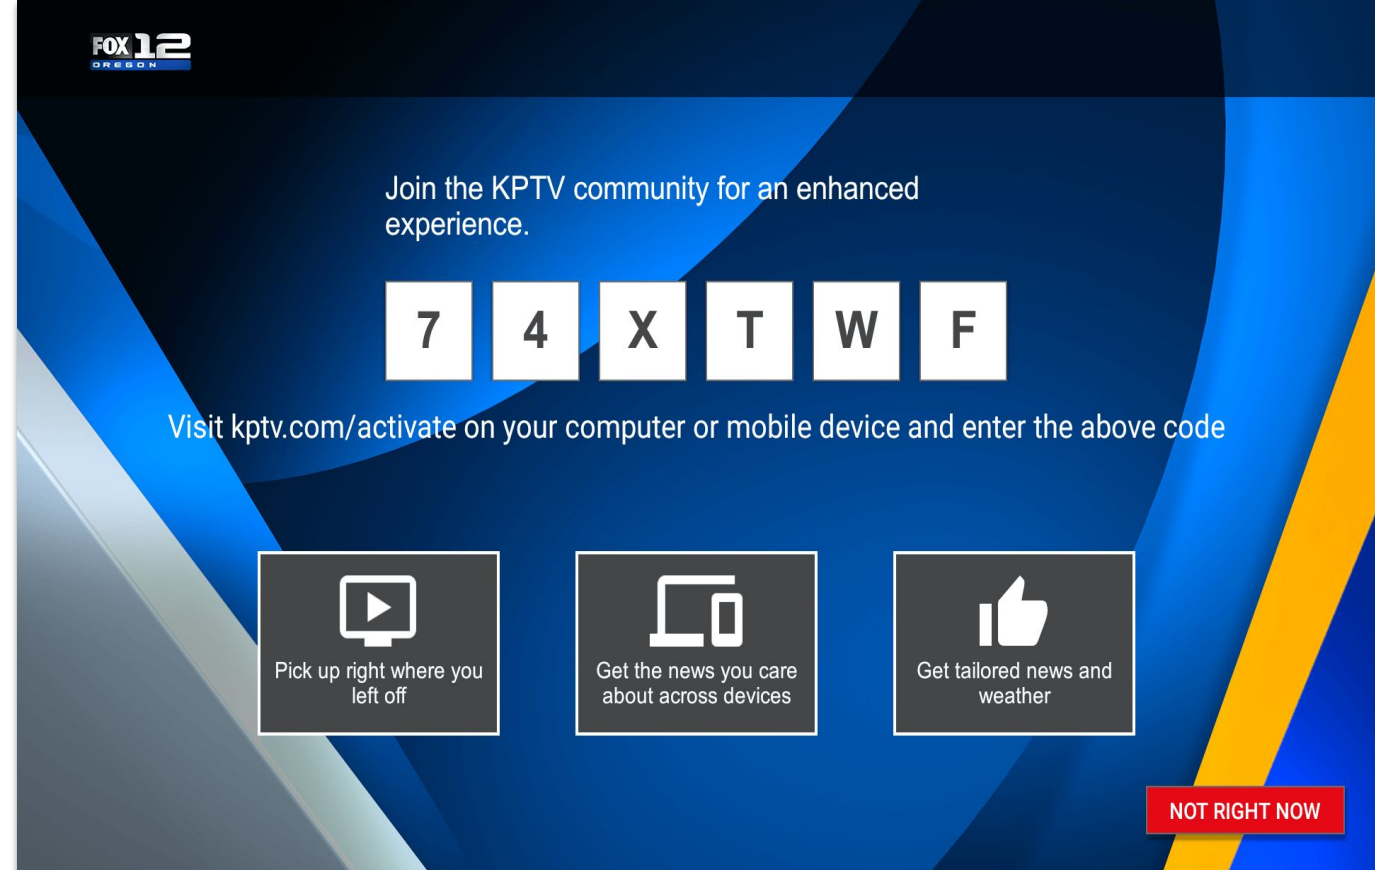 FOX 12
OREGON
Join the KPTV community for an enhanced
experience.
7 4 X T W F
Visit kptv.com/activate on your computer or mobile device and enter the above code
Pick up right where you
left off
Get the news you care
about across devices
Get tailored news and
weather
NOT RIGHT NOW